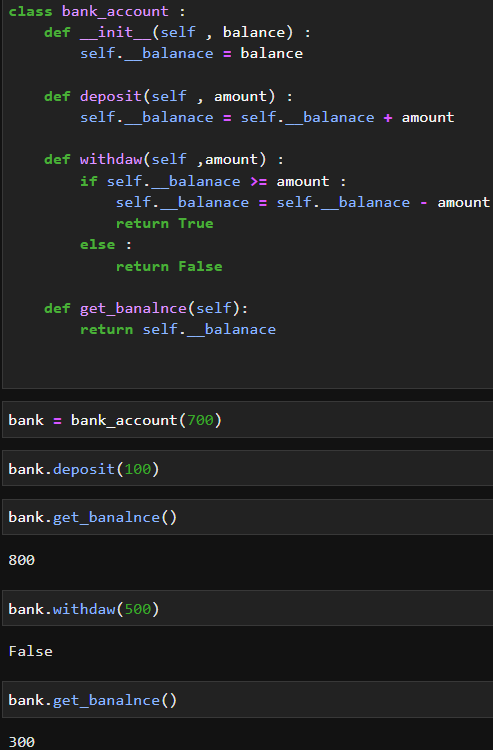 class bank_account :
    def __init__(self , balance) :
        self.__balanace = balance
    def deposit(self , amount) :
        self.__balanace = self.__balanace + amount
    def withdaw(self ,amount) :
        if self.__balanace >= amount :
            self.__balanace = self.__balanace - amount
            return True
        else :
            return False
    def get_banalnce(self):
        return self.__balanace
bank = bank_account(700)
bank.deposit(100)
bank.get_banalnce()
800
bank.withdaw(500)
False
bank.get_banalnce()
300